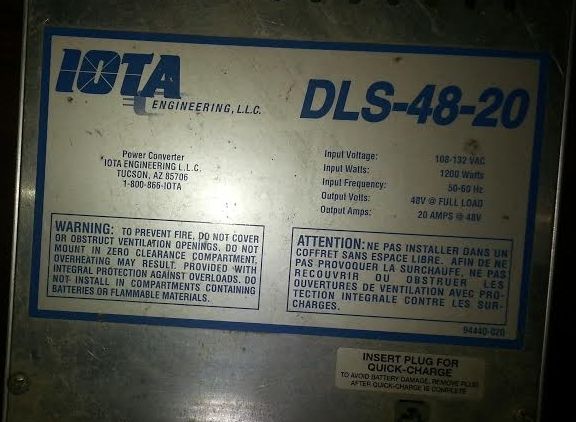 IOTA
ENGINEERING, L.L.C.
DLS-48-20
Power Converter
IOTA ENGINEERING L.L.C.
TUCSON, AZ 85706
1-800-866-IOTA
Input Voltage: 108-132 VAC
Input Watts: 1200 Watts
Input Frequency: 50-60 Hz
Output Volts: 48V @ FULL LOAD
Output Amps: 20 AMPS @ 48V
WARNING: TO PREVENT FIRE, DO NOT COVER
OR OBSTRUCT VENTILATION OPENINGS. DO NOT
MOUNT IN ZERO CLEARANCE COMPARTMENT,
OVERHEATING MAY RESULT. PROVIDED WITH
INTEGRAL PROTECTION AGAINST OVERLOADS. DO
NOT INSTALL IN COMPARTMENTS CONTAINING
BATTERIES OR FLAMMABLE MATERIALS.
ATTENTION: NE PAS INSTALLER DANS UN
COFFRET SANS ESPACE LIBRE. AFIN DE NE
PAS PROVOQUER LA SURCHAUFE, NE PAS
RECOUVRIR OU OBSTRUER LES
OUVERTURES DE VENTILATION AVEC PRO-
TECTION INTEGRALE CONTRE LES SUR-
CHARGES.
94440-020
INSERT PLUG FOR
QUICK-CHARGE
TO AVOID BATTERY DAMAGE, REMOVE PLUG
AFTER QUICK-CHARGE IS COMPLETE